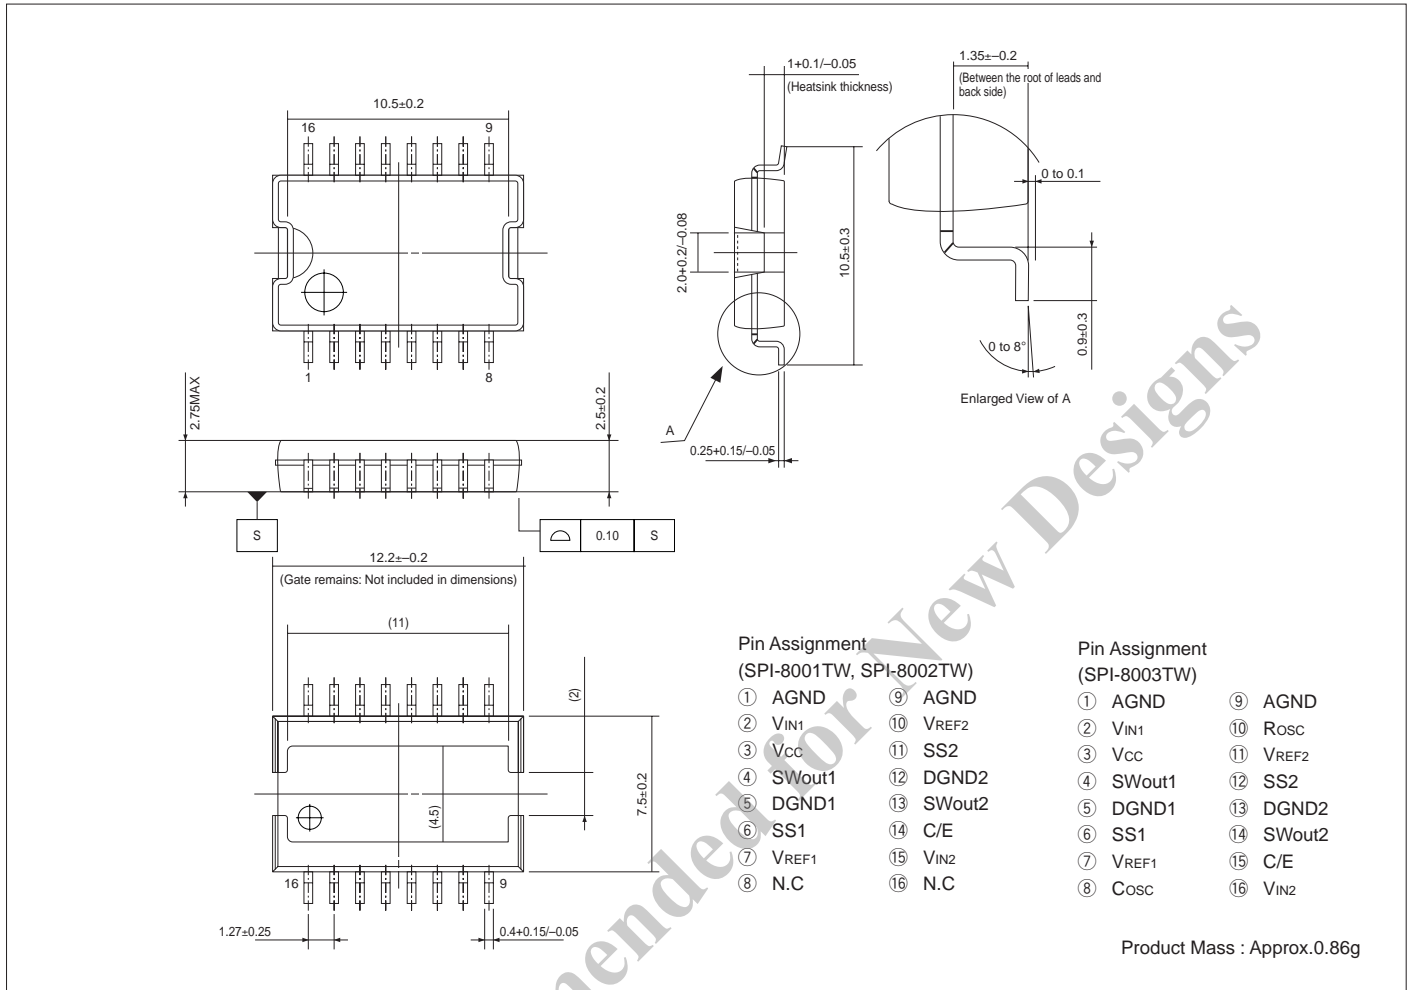 10.5±0.2
16
9
1
8
1+0.1/–0.05
(Heatsink thickness)
2.0+0.2/–0.08
10.5±0.3
A
0.25+0.15/–0.05
1.35±–0.2
(Between the root of leads and
back side)
0 to 0.1
0.9±0.3
0 to 8°
Enlarged View of A
2.75MAX
2.5±0.2
S
0.10
S
12.2±–0.2
(Gate remains: Not included in dimensions)
(11)
(2)
(4.5)
7.5±0.2
16
9
1.27±0.25
0.4+0.15/–0.05
Pin Assignment
(SPI-8001TW, SPI-8002TW)
① AGND
② VIN1
③ VCC
④ SWout1
⑤ DGND1
⑥ SS1
⑦ VREF1
⑧ N.C
⑨ AGND
⑩ VREF2
⑪ SS2
⑫ DGND2
⑬ SWout2
⑭ C/E
⑮ VIN2
⑯ N.C
Pin Assignment
(SPI-8003TW)
① AGND
② VIN1
③ VCC
④ SWout1
⑤ DGND1
⑥ SS1
⑦ VREF1
⑧ COSC
⑨ AGND
⑩ ROSC
⑪ VREF2
⑫ SS2
⑬ DGND2
⑭ SWout2
⑮ C/E
⑯ VIN2
Product Mass : Approx.0.86g
mended for New Designs